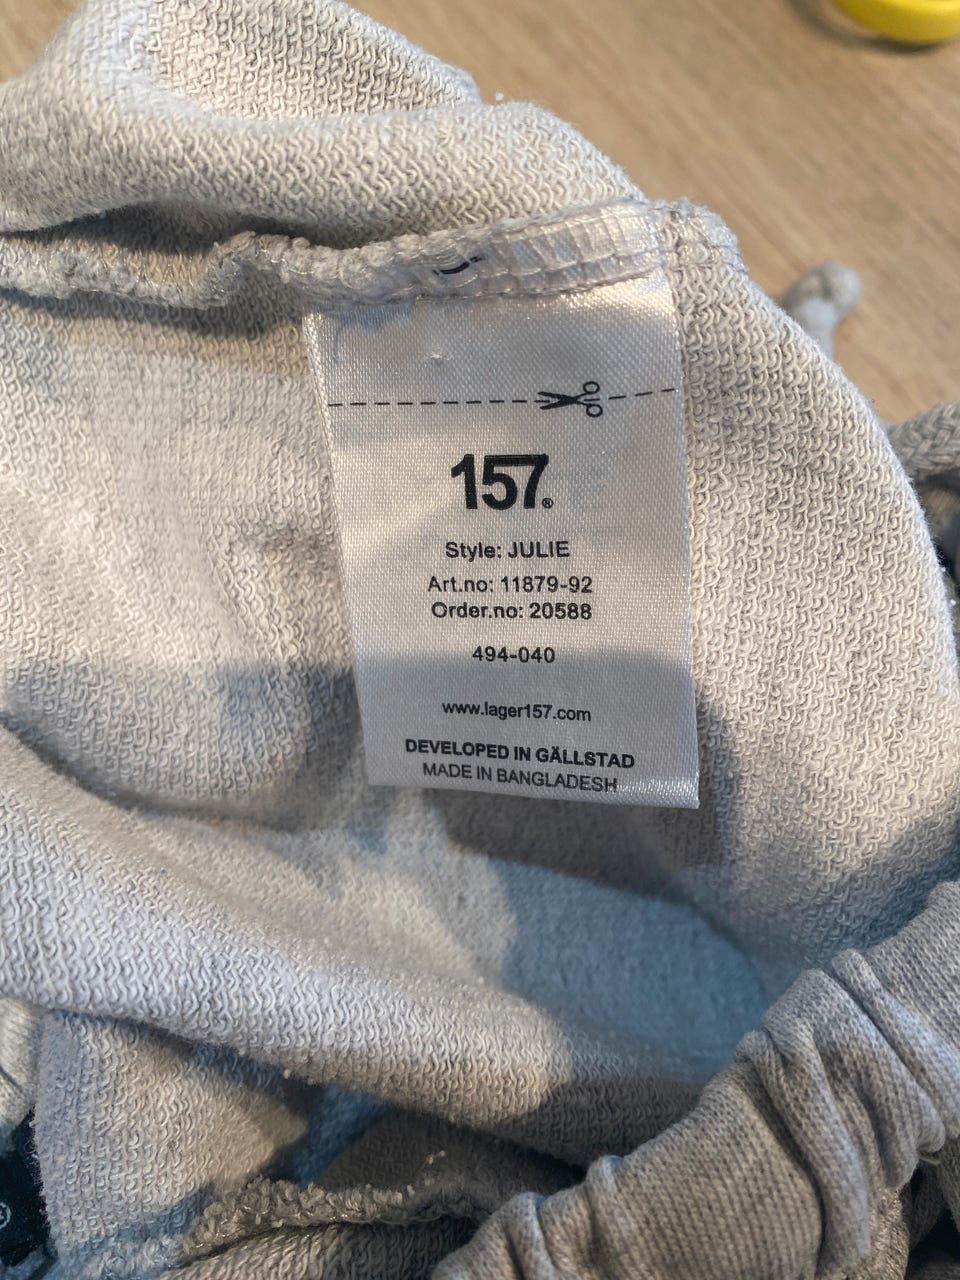 157®
Style: JULIE
Art.no: 11879-92
Order.no: 20588
494-040
www.lager157.com
DEVELOPED IN GÄLLSTAD
MADE IN BANGLADESH
®